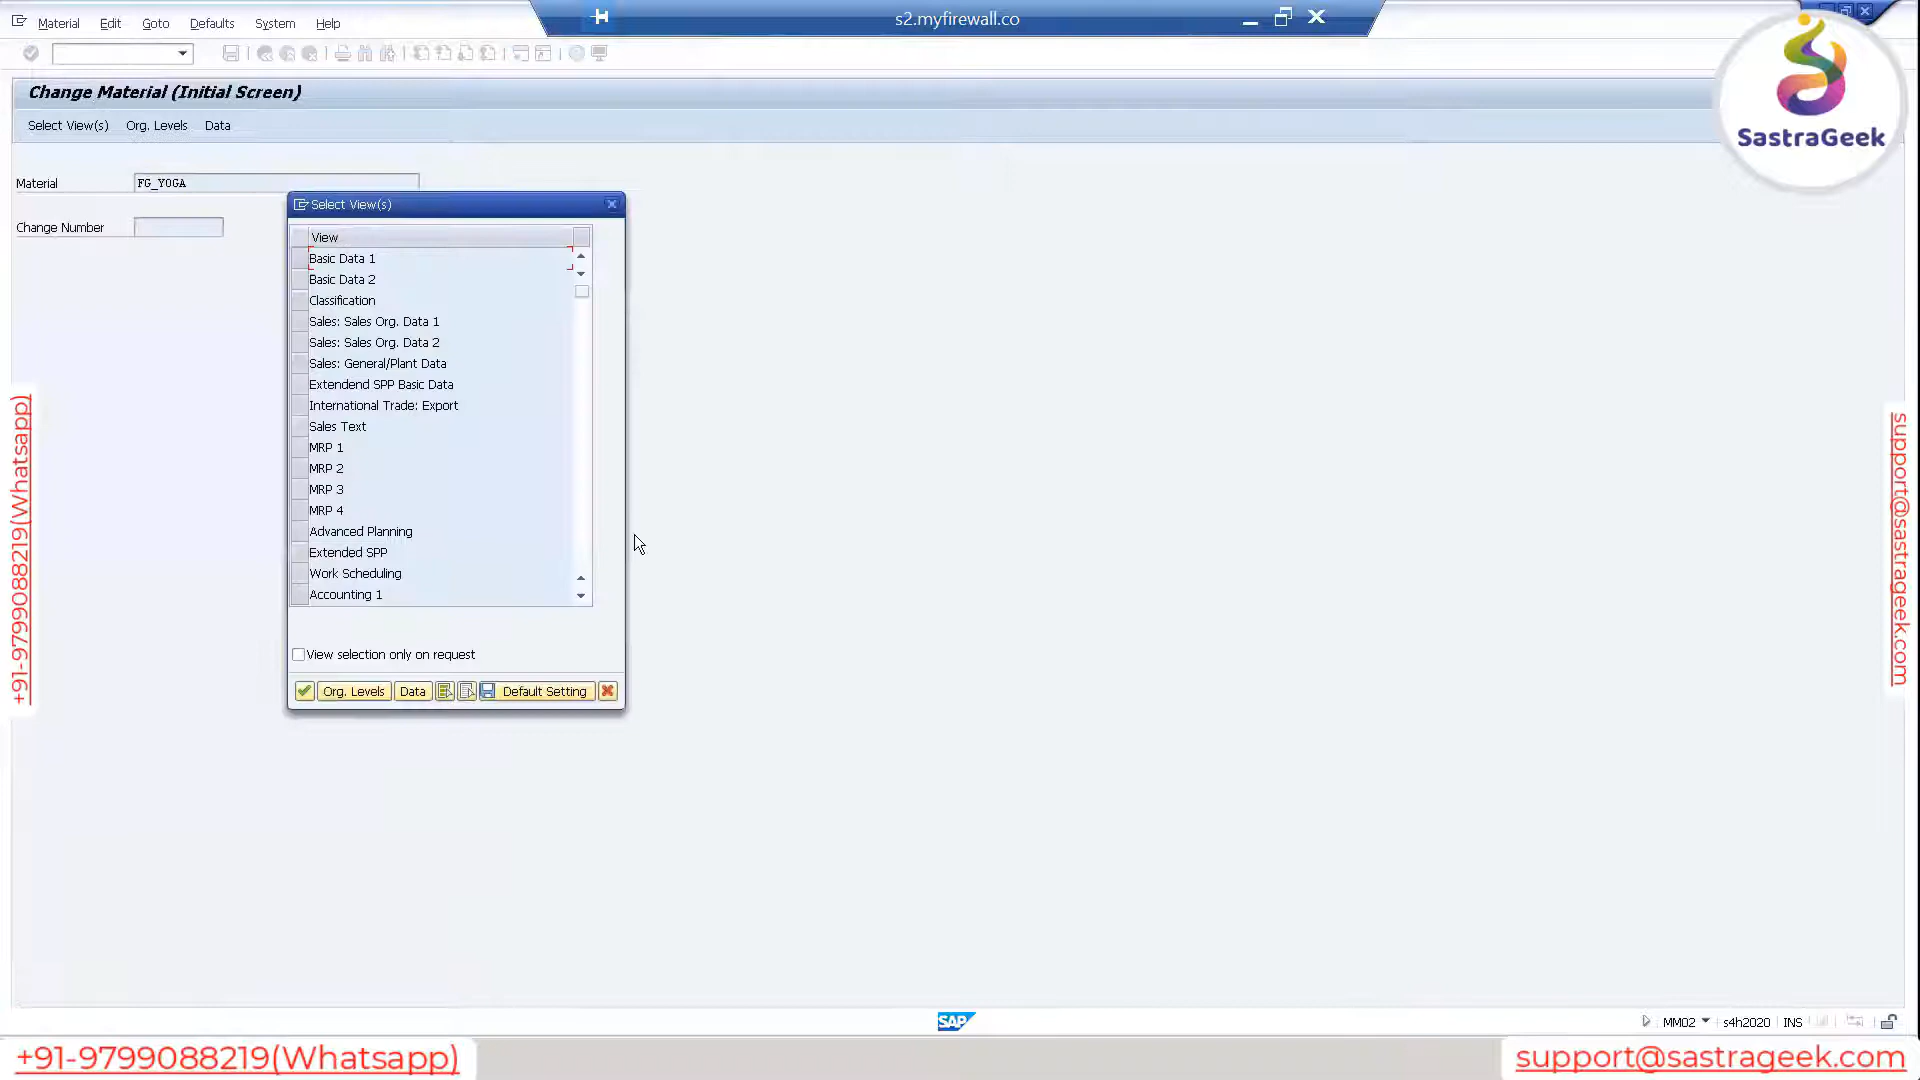 s2.myfirewall.co
Material Edit Goto Defaults System Help
Change Material (Initial Screen)
Select View(s) Org. Levels Data
SastraGeek
Material FG_YOGA
Change Number
Select View(s)
View
Basic Data 1
Basic Data 2
Classification
Sales: Sales Org. Data 1
Sales: Sales Org. Data 2
Sales: General/Plant Data
Extendend SPP Basic Data
International Trade: Export
Sales Text
MRP 1
MRP 2
MRP 3
MRP 4
Advanced Planning
Extended SPP
Work Scheduling
Accounting 1
View selection only on request
Org. Levels Data Default Setting
+91-9799088219(Whatsapp)
support@sastrageek.com
SAP
MM02 s4h2020 INS
+91-9799088219(Whatsapp)
support@sastrageek.com